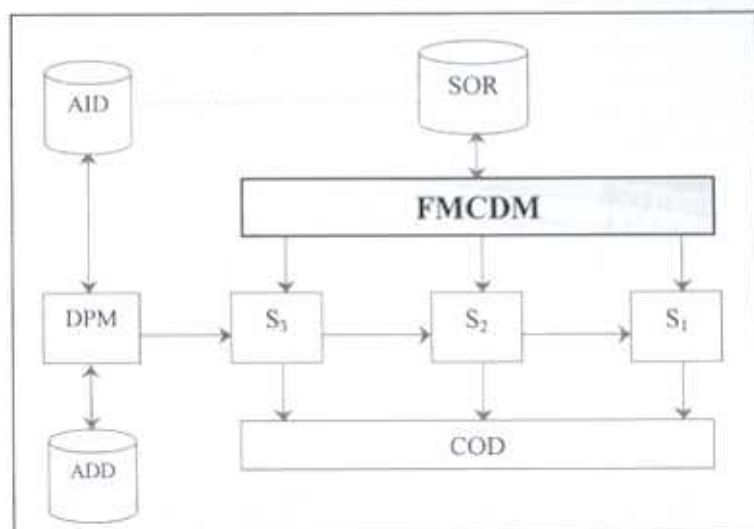 AID
SOR
FMCDM
DPM
S₃
S₂
S₁
COD
ADD